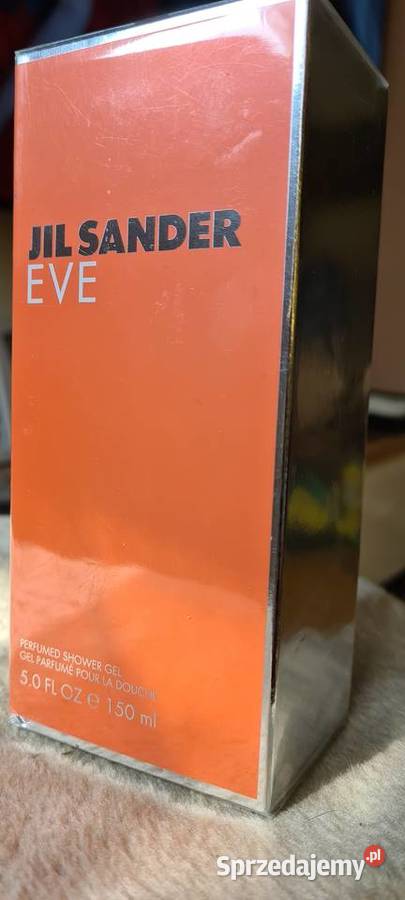 JIL SANDER
EVE
PERFUMED SHOWER GEL
GEL PARFUMÉ POUR LA DOUCHE
5.0 FL OZ ℮ 150 ml
Sprzedajemy.pl